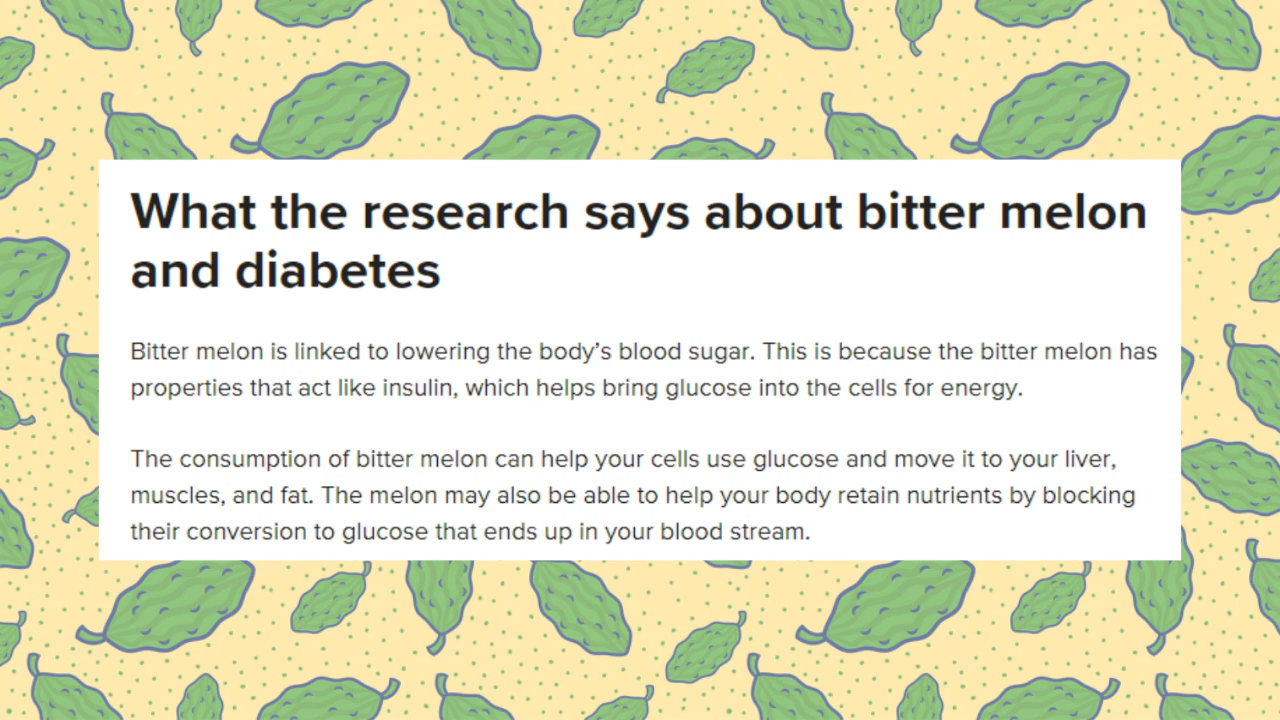 What the research says about bitter melon
and diabetes
Bitter melon is linked to lowering the body’s blood sugar. This is because the bitter melon has
properties that act like insulin, which helps bring glucose into the cells for energy.
The consumption of bitter melon can help your cells use glucose and move it to your liver,
muscles, and fat. The melon may also be able to help your body retain nutrients by blocking
their conversion to glucose that ends up in your blood stream.